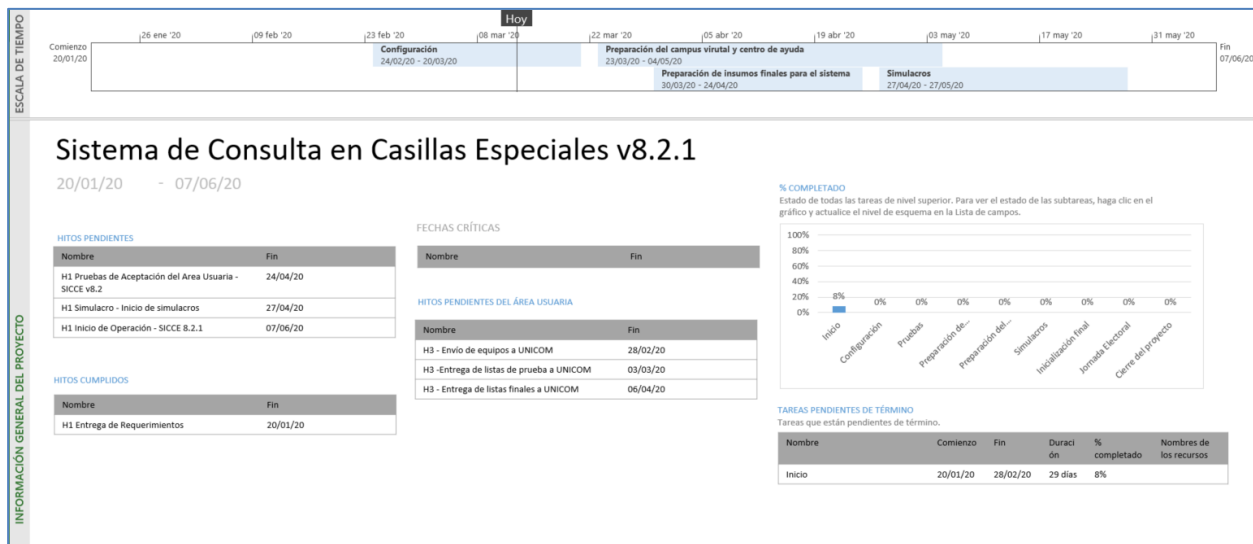 ESCALA DE TIEMPO
Hoy
26 ene '20
09 feb '20
23 feb '20
08 mar '20
22 mar '20
05 abr '20
19 abr '20
03 may '20
17 may '20
31 may '20
Comienzo
20/01/20
Configuración
24/02/20 - 20/03/20
Preparación del campus virutal y centro de ayuda
23/03/20 - 04/05/20
Preparación de insumos finales para el sistema
30/03/20 - 24/04/20
Simulacros
27/04/20 - 27/05/20
Fin
07/06/20
INFORMACIÓN GENERAL DEL PROYECTO
Sistema de Consulta en Casillas Especiales v8.2.1
20/01/20 - 07/06/20
HITOS PENDIENTES
Nombre Fin
H1 Pruebas de Aceptación del Area Usuaria - 24/04/20
SICCE v8.2
H1 Simulacro - Inicio de simulacros 27/04/20
H1 Inicio de Operación - SICCE 8.2.1 07/06/20
HITOS CUMPLIDOS
Nombre Fin
H1 Entrega de Requerimientos 20/01/20
FECHAS CRÍTICAS
Nombre Fin
HITOS PENDIENTES DEL ÁREA USUARIA
Nombre Fin
H3 - Envío de equipos a UNICOM 28/02/20
H3 -Entrega de listas de prueba a UNICOM 03/03/20
H3 - Entrega de listas finales a UNICOM 06/04/20
% COMPLETADO
Estado de todas las tareas de nivel superior. Para ver el estado de las subtareas, haga clic en el
gráfico y actualice el nivel de esquema en la Lista de campos.
100%
80%
60%
40%
20%
0%
8% 0% 0% 0% 0% 0% 0% 0% 0%
Inicio
Configuración
Pruebas
Preparación de...
Preparación del...
Simulacros
Inicialización final
Jornada Electoral
Cierre del proyecto
TAREAS PENDIENTES DE TÉRMINO
Tareas que están pendientes de término.
Nombre Comienzo Fin Duraci % Nombres de
ón completado los recursos
Inicio 20/01/20 28/02/20 29 días 8%